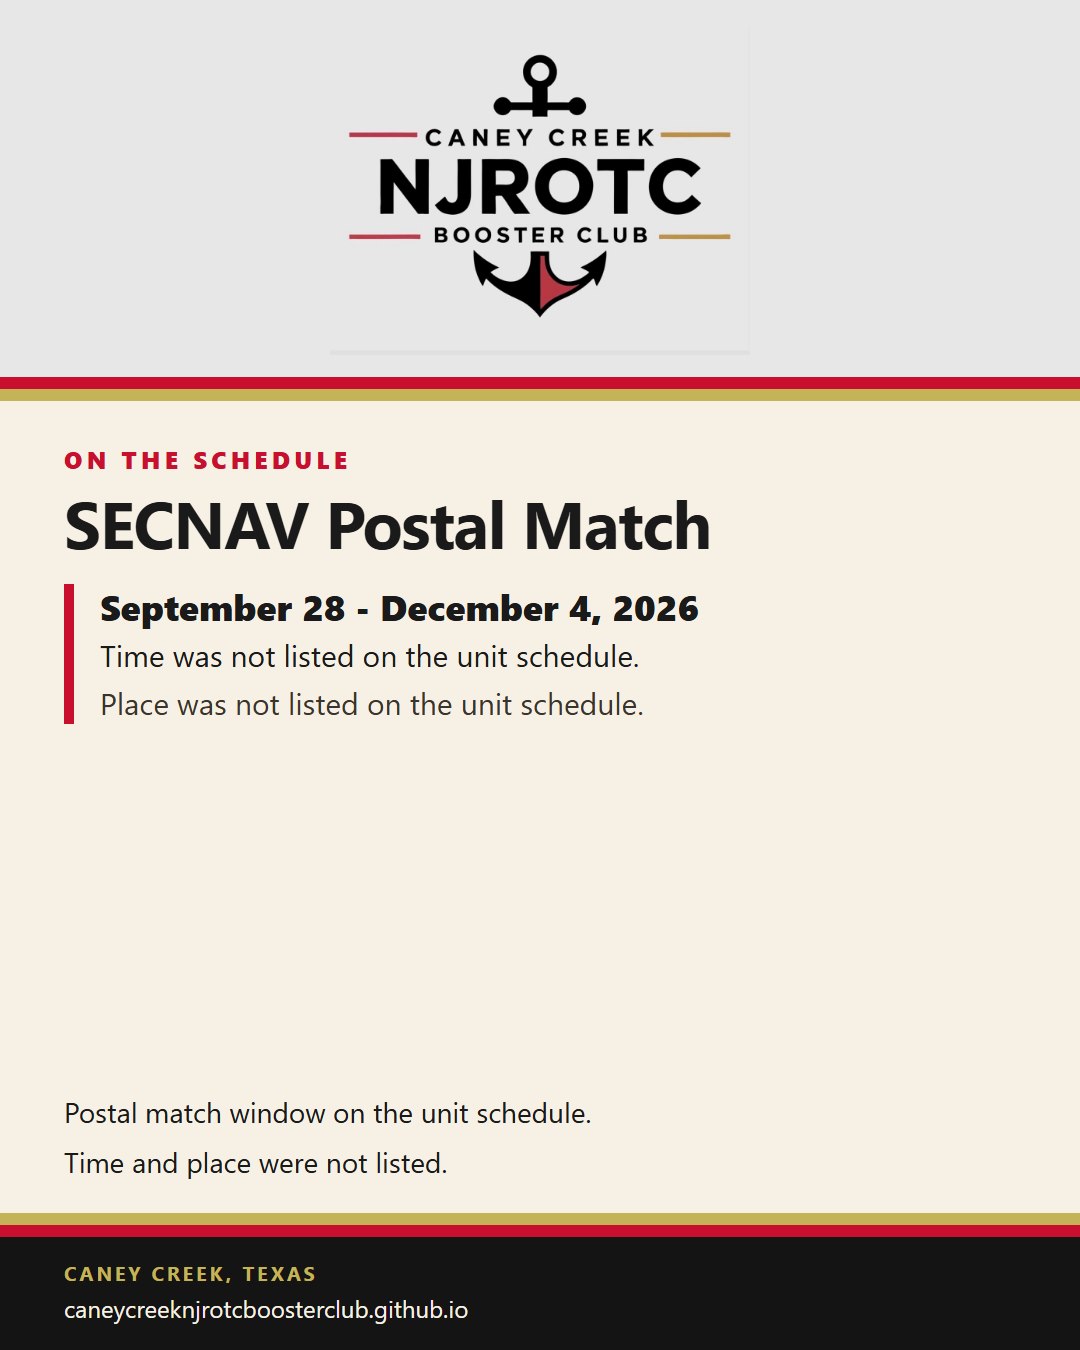 CANEY CREEK
NJROTC
BOOSTER CLUB
ON THE SCHEDULE
SECNAV Postal Match
September 28 - December 4, 2026
Time was not listed on the unit schedule.
Place was not listed on the unit schedule.
Postal match window on the unit schedule.
Time and place were not listed.
CANEY CREEK, TEXAS
caneycreeknjrotcboosterclub.github.io